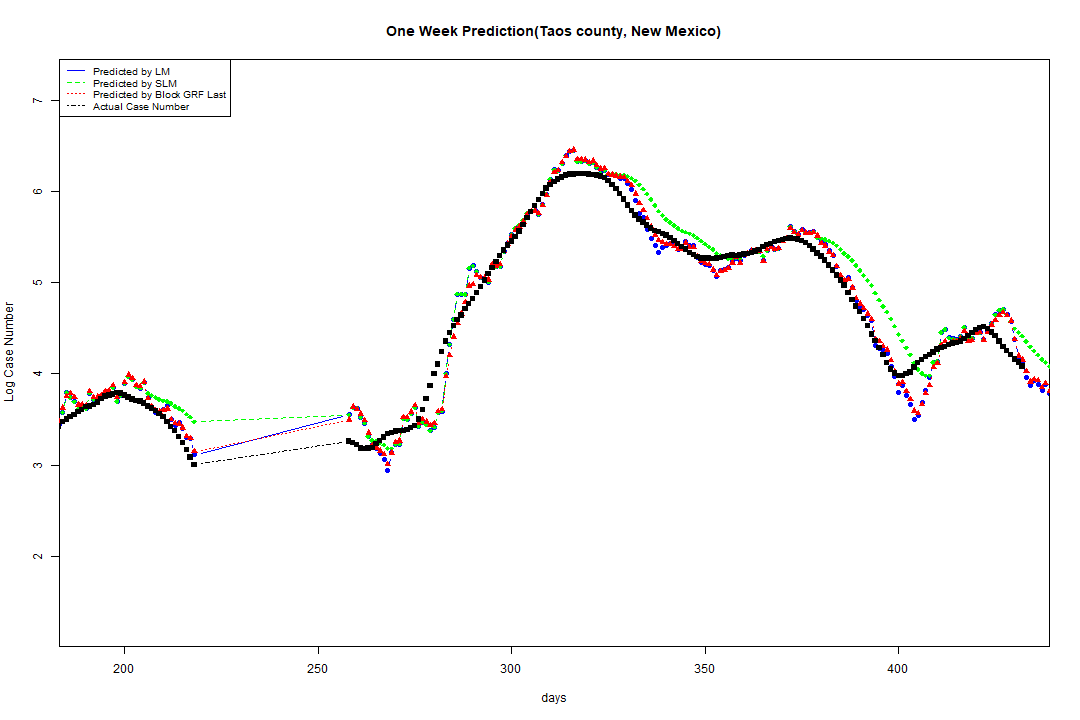 One Week Prediction(Taos county, New Mexico)
Predicted by LM
Predicted by SLM
Predicted by Block GRF Last
Actual Case Number
7
6
5
4
3
2
Log Case Number
200 250 300 350 400
days